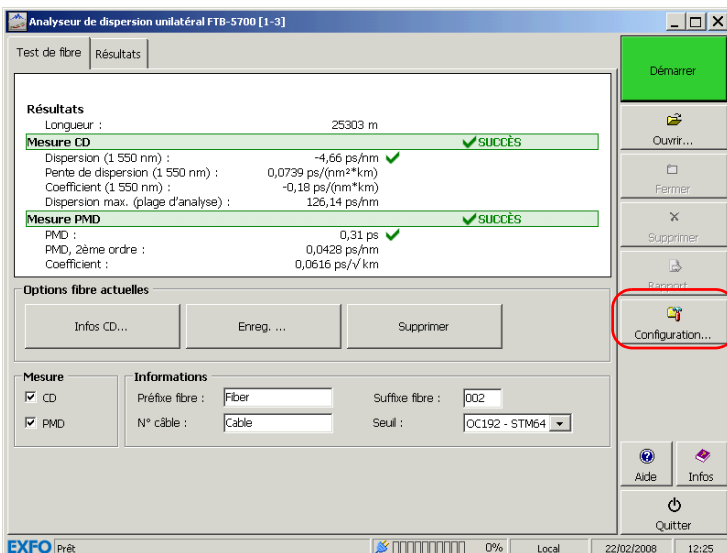 Analyseur de dispersion unilatéral FTB-5700 [1-3]
Test de fibre
Résultats
Résultats
Longueur : 25303 m
Mesure CD SUCCÈS
Dispersion (1 550 nm) : -4,66 ps/nm
Pente de dispersion (1 550 nm) : 0,0739 ps/(nm²*km)
Coefficient (1 550 nm) : -0,18 ps/(nm*km)
Dispersion max. (plage d'analyse) : 126,14 ps/nm
Mesure PMD SUCCÈS
PMD : 0,31 ps
PMD, 2ème ordre : 0,0428 ps/nm
Coefficient : 0,0616 ps/√km
Options fibre actuelles
Infos CD...
Enreg. ...
Supprimer
Mesure
CD
PMD
Informations
Préfixe fibre : Fiber
Suffixe fibre : 002
N° câble : Cable
Seuil : OC192 - STM64
Démarrer
Ouvrir...
Fermer
Supprimer
Rapport...
Configuration...
Aide
Infos
Quitter
EXFO Prêt 0% Local 22/02/2008 12:25